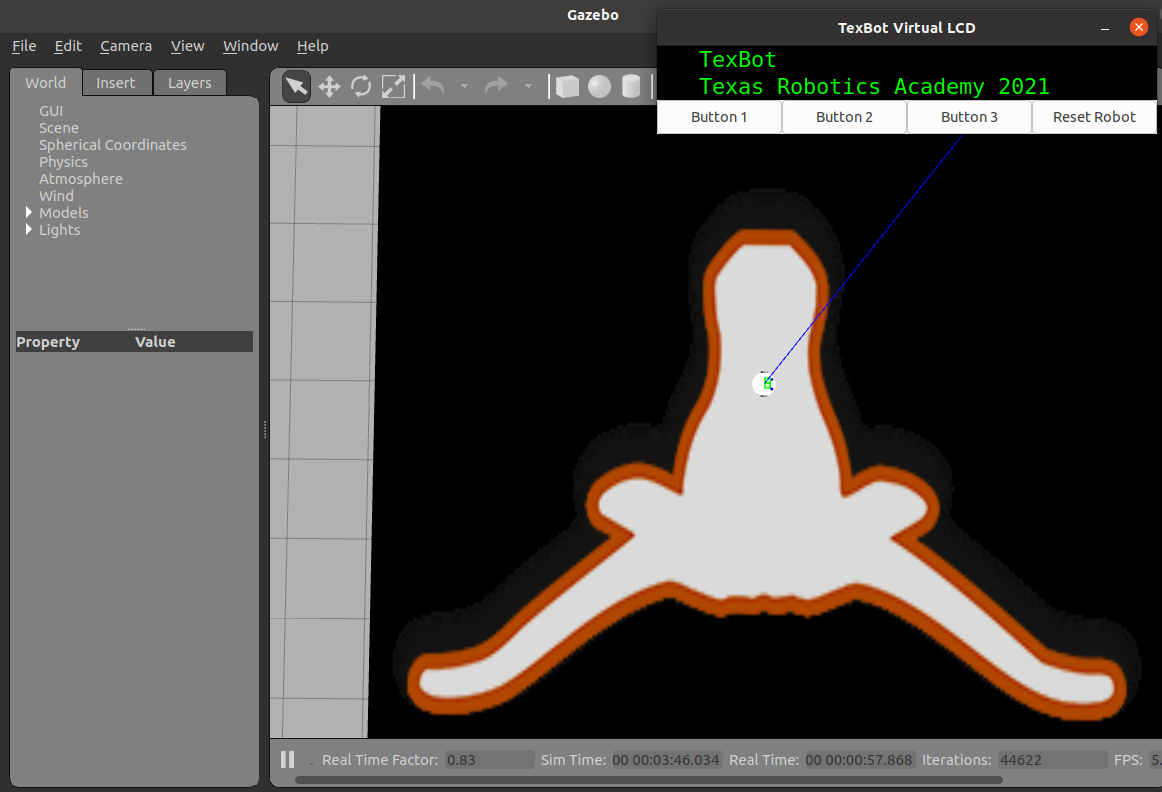 Gazebo
File Edit Camera View Window Help
TexBot Virtual LCD
TexBot
Texas Robotics Academy 2021
Button 1 Button 2 Button 3 Reset Robot
World Insert Layers
GUI
Scene
Spherical Coordinates
Physics
Atmosphere
Wind
Models
Lights
Property Value
Real Time Factor: 0.83 Sim Time: 00 00:03:46.034 Real Time: 00 00:00:57.868 Iterations: 44622 FPS: 5.